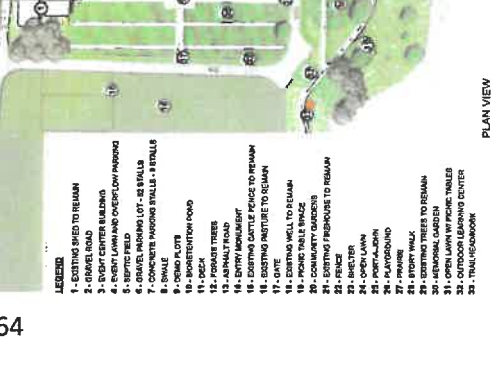 LEGEND
1 - EXISTING SHED TO REMAIN
2 - GRAVEL ROAD
3 - EVENT CENTER BUILDING
4 - EVENT LAWN AND OVERFLOW PARKING
5 - SEPTIC FIELD
6 - GRAVEL PARKING LOT - 82 STALLS
7 - CONCRETE PARKING STALLS - 8 STALLS
8 - SWALE
9 - DEMO PLOTS
10 - BIORETENTION POND
11 - DECK
12 - FORAGE TREES
13 - ASPHALT ROAD
14 - ENTRY MONUMENT
15 - EXISTING CATTLE FENCE TO REMAIN
16 - EXISTING PASTURE TO REMAIN
17 - GATE
18 - EXISTING WELL TO REMAIN
19 - PICNIC TABLE SPACE
20 - COMMUNITY GARDENS
21 - EXISTING FIREHOUSE TO REMAIN
22 - FENCE
23 - SHELTER
24 - OPEN LAWN
25 - PORT-A-JOHN
26 - PLAYGROUND
27 - PRAIRIE
28 - STORY WALK
29 - EXISTING TREES TO REMAIN
30 - MEMORIAL GARDEN
31 - OPEN LAWN W/ PICNIC TABLES
32 - OUTDOOR LEARNING CENTER
33 - TRAILHEAD/KIOSK
PLAN VIEW
64